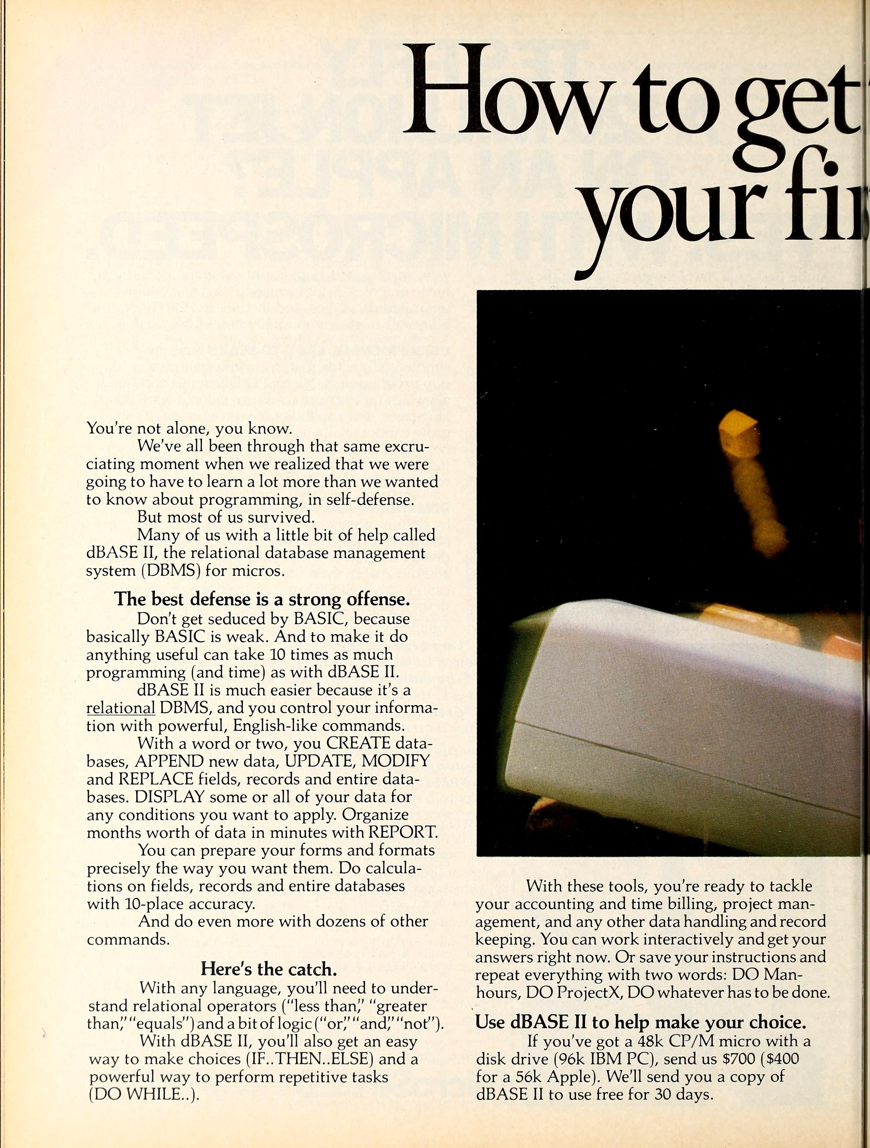 How to get
your fi
You're not alone, you know.
We've all been through that same excru-
ciating moment when we realized that we were
going to have to learn a lot more than we wanted
to know about programming, in self-defense.
But most of us survived.
Many of us with a little bit of help called
dBASE II, the relational database management
system (DBMS) for micros.
The best defense is a strong offense.
Don't get seduced by BASIC, because
basically BASIC is weak. And to make it do
anything useful can take 10 times as much
programming (and time) as with dBASE II.
dBASE II is much easier because it's a
relational DBMS, and you control your informa-
tion with powerful, English-like commands.
With a word or two, you CREATE data-
bases, APPEND new data, UPDATE, MODIFY
and REPLACE fields, records and entire data-
bases. DISPLAY some or all of your data for
any conditions you want to apply. Organize
months worth of data in minutes with REPORT.
You can prepare your forms and formats
precisely the way you want them. Do calcula-
tions on fields, records and entire databases
with 10-place accuracy.
And do even more with dozens of other
commands.
Here's the catch.
With any language, you'll need to under-
stand relational operators ("less than," "greater
than," "equals") and a bit of logic ("or," "and," "not").
With dBASE II, you'll also get an easy
way to make choices (IF..THEN..ELSE) and a
powerful way to perform repetitive tasks
(DO WHILE..).
With these tools, you're ready to tackle
your accounting and time billing, project man-
agement, and any other data handling and record
keeping. You can work interactively and get your
answers right now. Or save your instructions and
repeat everything with two words: DO Man-
hours, DO ProjectX, DO whatever has to be done.
Use dBASE II to help make your choice.
If you've got a 48k CP/M micro with a
disk drive (96k IBM PC), send us $700 ($400
for a 56k Apple). We'll send you a copy of
dBASE II to use free for 30 days.